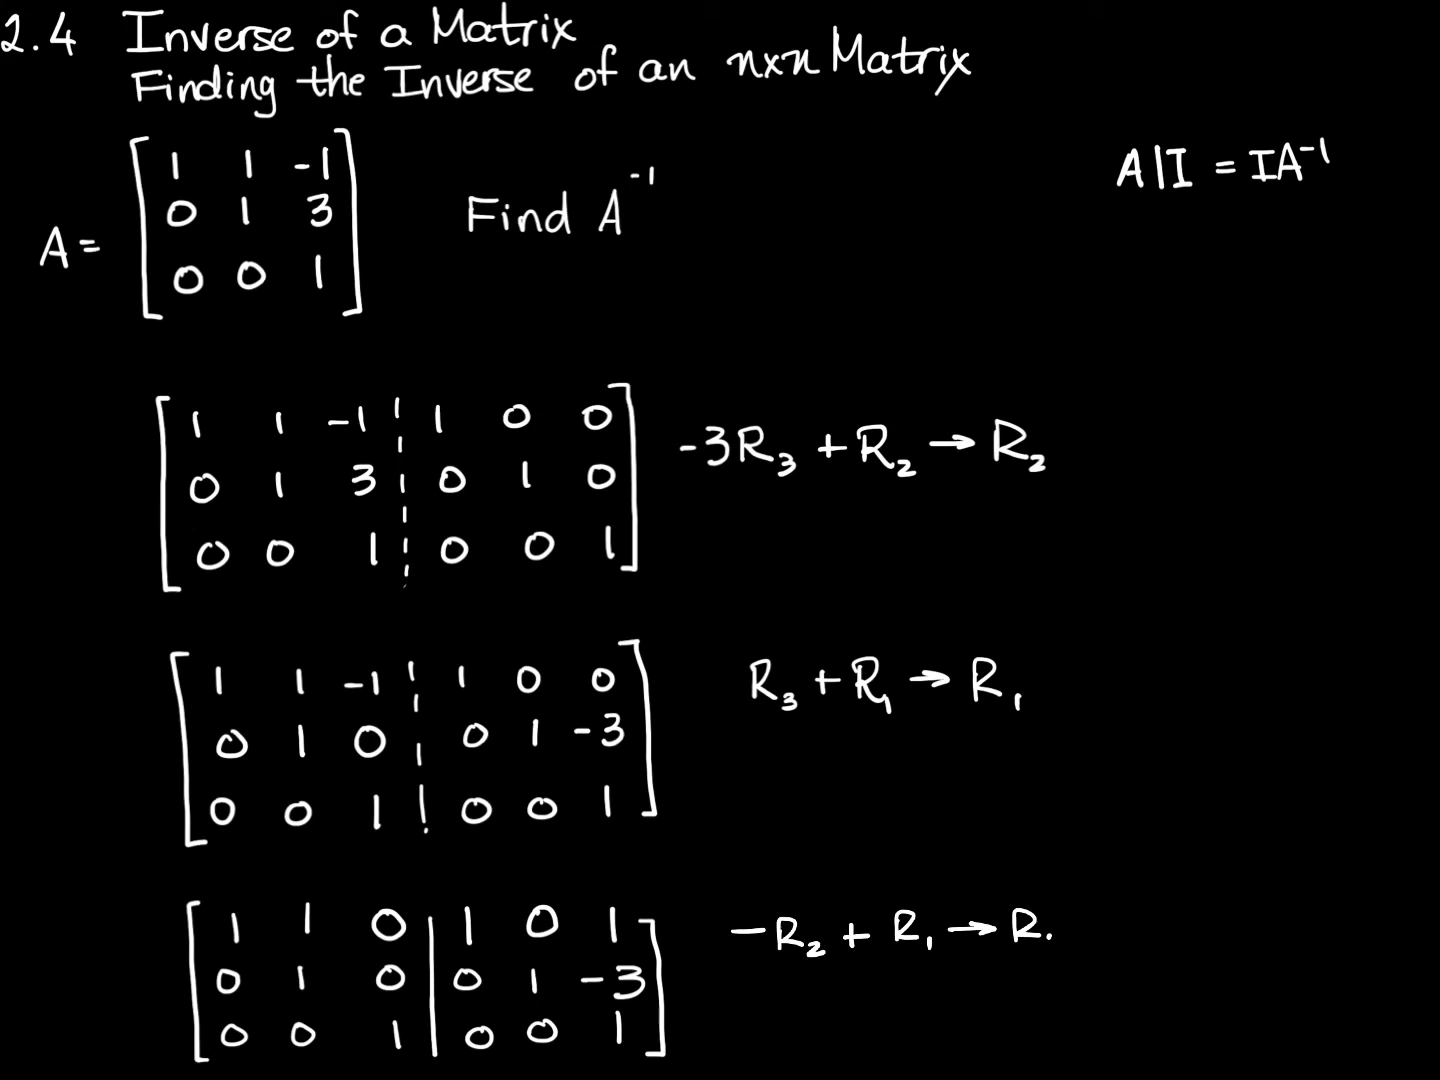 2.4 Inverse of a Matrix
Finding the Inverse of an nxn Matrix
A|I = IA⁻¹
1 1 -1
0 1 3
A =
Find A⁻¹
0 0 1
1 1 -1 1 0 0
-3R₃ + R₂ → R₂
0 1 3 0 1 0
0 0 1 0 0 1
1 1 -1 1 0 0
R₃ + R₁ → R₁
0 1 0 0 1 -3
0 0 1 0 0 1
1 1 0 1 0 1
-R₂ + R₁ → R.
0 1 0 0 1 -3
0 0 1 0 0 1